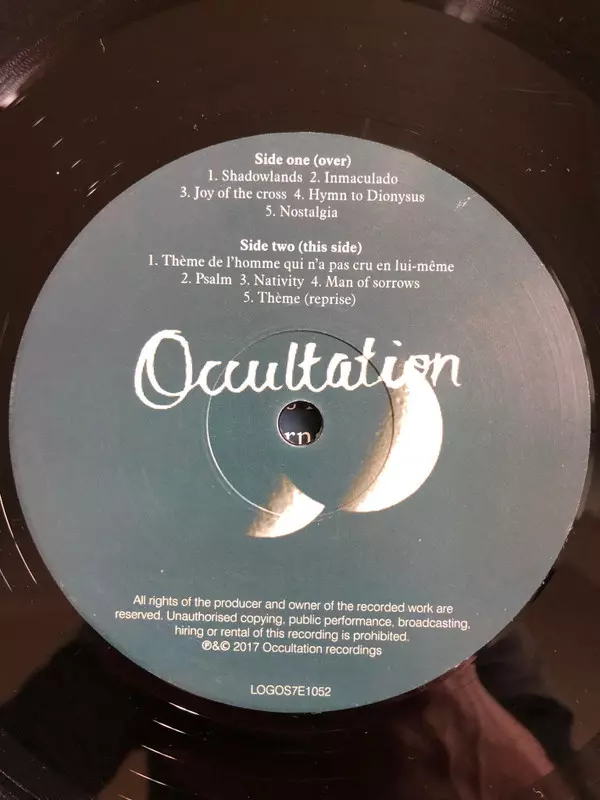 Side one (over)
1. Shadowlands 2. Inmaculado
3. Joy of the cross 4. Hymn to Dionysus
5. Nostalgia
Side two (this side)
1. Thème de l'homme qui n'a pas cru en lui-même
2. Psalm 3. Nativity 4. Man of sorrows
5. Thème (reprise)
Occultation
rn
All rights of the producer and owner of the recorded work are
reserved. Unauthorised copying, public performance, broadcasting,
hiring or rental of this recording is prohibited.
℗&© 2017 Occultation recordings
LOGOS7E1052